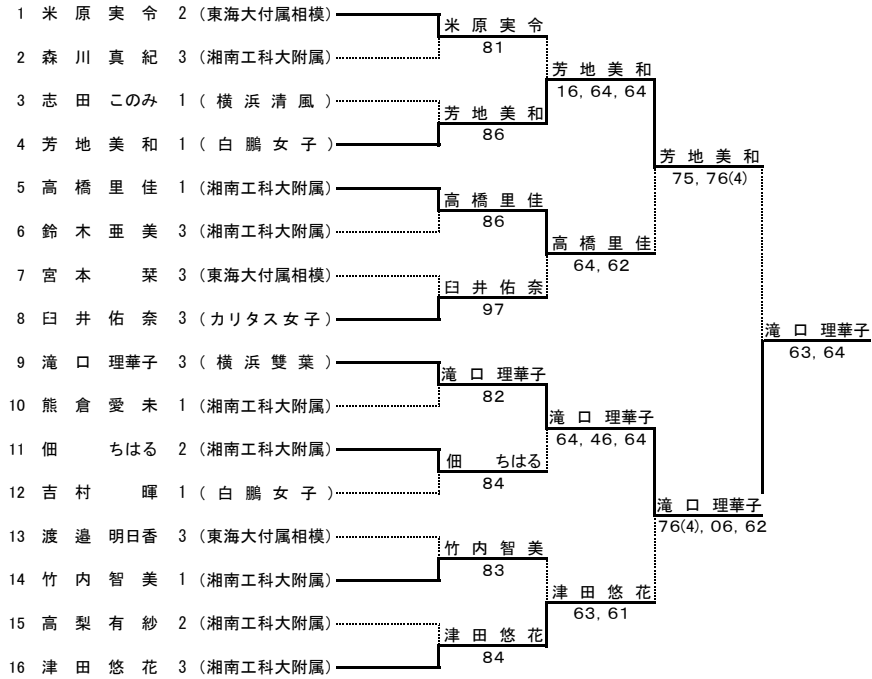 1 米 原 実 令 2 (東海大付属相模)
米 原 実 令
81
2 森 川 真 紀 3 (湘南工科大附属)
芳 地 美 和
16, 64, 64
3 志 田 このみ 1 ( 横 浜 清 風 )
芳 地 美 和
86
4 芳 地 美 和 1 ( 白 鵬 女 子 )
芳 地 美 和
75, 76(4)
5 高 橋 里 佳 1 (湘南工科大附属)
高 橋 里 佳
86
6 鈴 木 亜 美 3 (湘南工科大附属)
高 橋 里 佳
64, 62
7 宮 本 栞 3 (東海大付属相模)
臼 井 佑 奈
97
8 臼 井 佑 奈 3 (カリタス女子)
滝 口 理華子
63, 64
9 滝 口 理華子 3 ( 横 浜 雙 葉 )
滝 口 理華子
82
10 熊 倉 愛 未 1 (湘南工科大附属)
滝 口 理華子
64, 46, 64
11 佃 ちはる 2 (湘南工科大附属)
佃 ちはる
84
12 吉 村 暉 1 ( 白 鵬 女 子 )
滝 口 理華子
76(4), 06, 62
13 渡 邉 明日香 3 (東海大付属相模)
竹 内 智 美
83
14 竹 内 智 美 1 (湘南工科大附属)
津 田 悠 花
63, 61
15 高 梨 有 紗 2 (湘南工科大附属)
津 田 悠 花
84
16 津 田 悠 花 3 (湘南工科大附属)